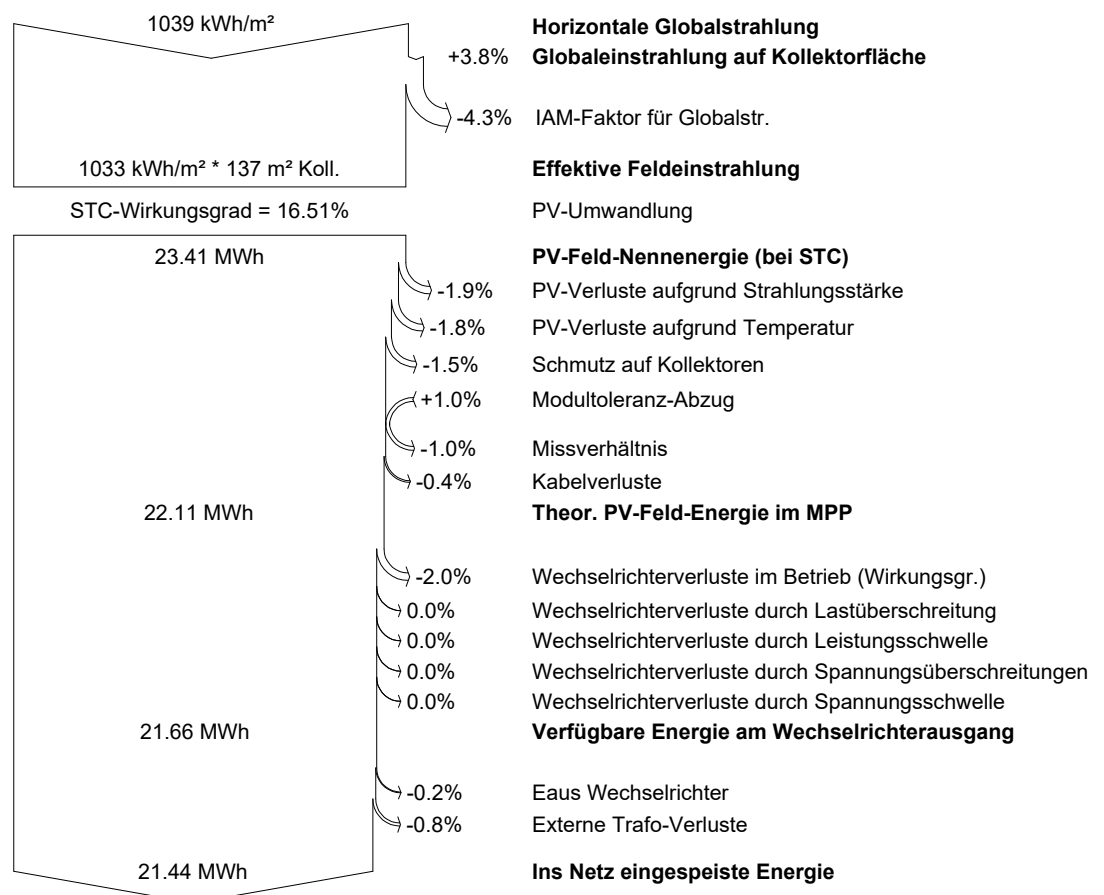 1039 kWh/m² Horizontale Globalstrahlung
+3.8% Globaleinstrahlung auf Kollektorfläche
-4.3% IAM-Faktor für Globalstr.
1033 kWh/m² * 137 m² Koll. Effektive Feldeinstrahlung
STC-Wirkungsgrad = 16.51% PV-Umwandlung
23.41 MWh PV-Feld-Nennenergie (bei STC)
-1.9% PV-Verluste aufgrund Strahlungsstärke
-1.8% PV-Verluste aufgrund Temperatur
-1.5% Schmutz auf Kollektoren
+1.0% Modultoleranz-Abzug
-1.0% Missverhältnis
-0.4% Kabelverluste
22.11 MWh Theor. PV-Feld-Energie im MPP
-2.0% Wechselrichterverluste im Betrieb (Wirkungsgr.)
0.0% Wechselrichterverluste durch Lastüberschreitung
0.0% Wechselrichterverluste durch Leistungsschwelle
0.0% Wechselrichterverluste durch Spannungsüberschreitungen
0.0% Wechselrichterverluste durch Spannungsschwelle
21.66 MWh Verfügbare Energie am Wechselrichterausgang
-0.2% Eaus Wechselrichter
-0.8% Externe Trafo-Verluste
21.44 MWh Ins Netz eingespeiste Energie